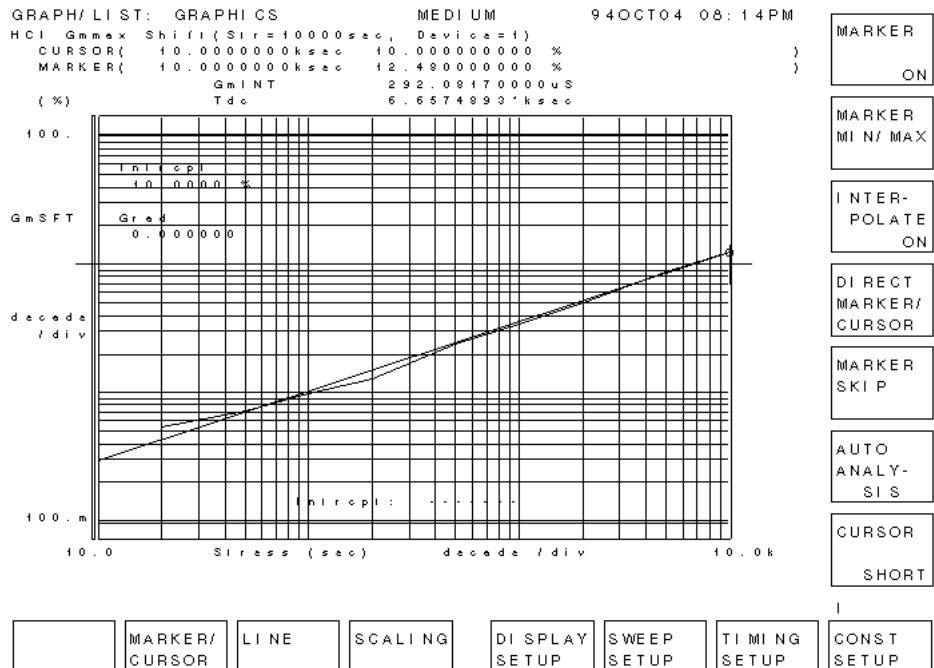 GRAPH/LIST: GRAPHICS MEDIUM 94OCT04 08:14PM
HCI Gmmax Shift(Str=10000sec, Device=1)
CURSOR( 10.0000000ksec 10.0000000000 % )
MARKER( 10.0000000ksec 12.4800000000 % )
GmINT 292.08170000uS
Tdc 6.65748931ksec
(%)
100.
Intrcpt
10.0000 %
GmSFT
Grad
0.000000
decade
/div
Intrcpt: -------
100.m
10.0 Stress (sec) decade /div 10.0k
MARKER
ON
MARKER
MIN/MAX
INTER-
POLATE
ON
DIRECT
MARKER/
CURSOR
MARKER
SKIP
AUTO
ANALY-
SIS
CURSOR
SHORT
MARKER/
CURSOR
LINE
SCALING
DISPLAY
SETUP
SWEEP
SETUP
TIMING
SETUP
CONST
SETUP